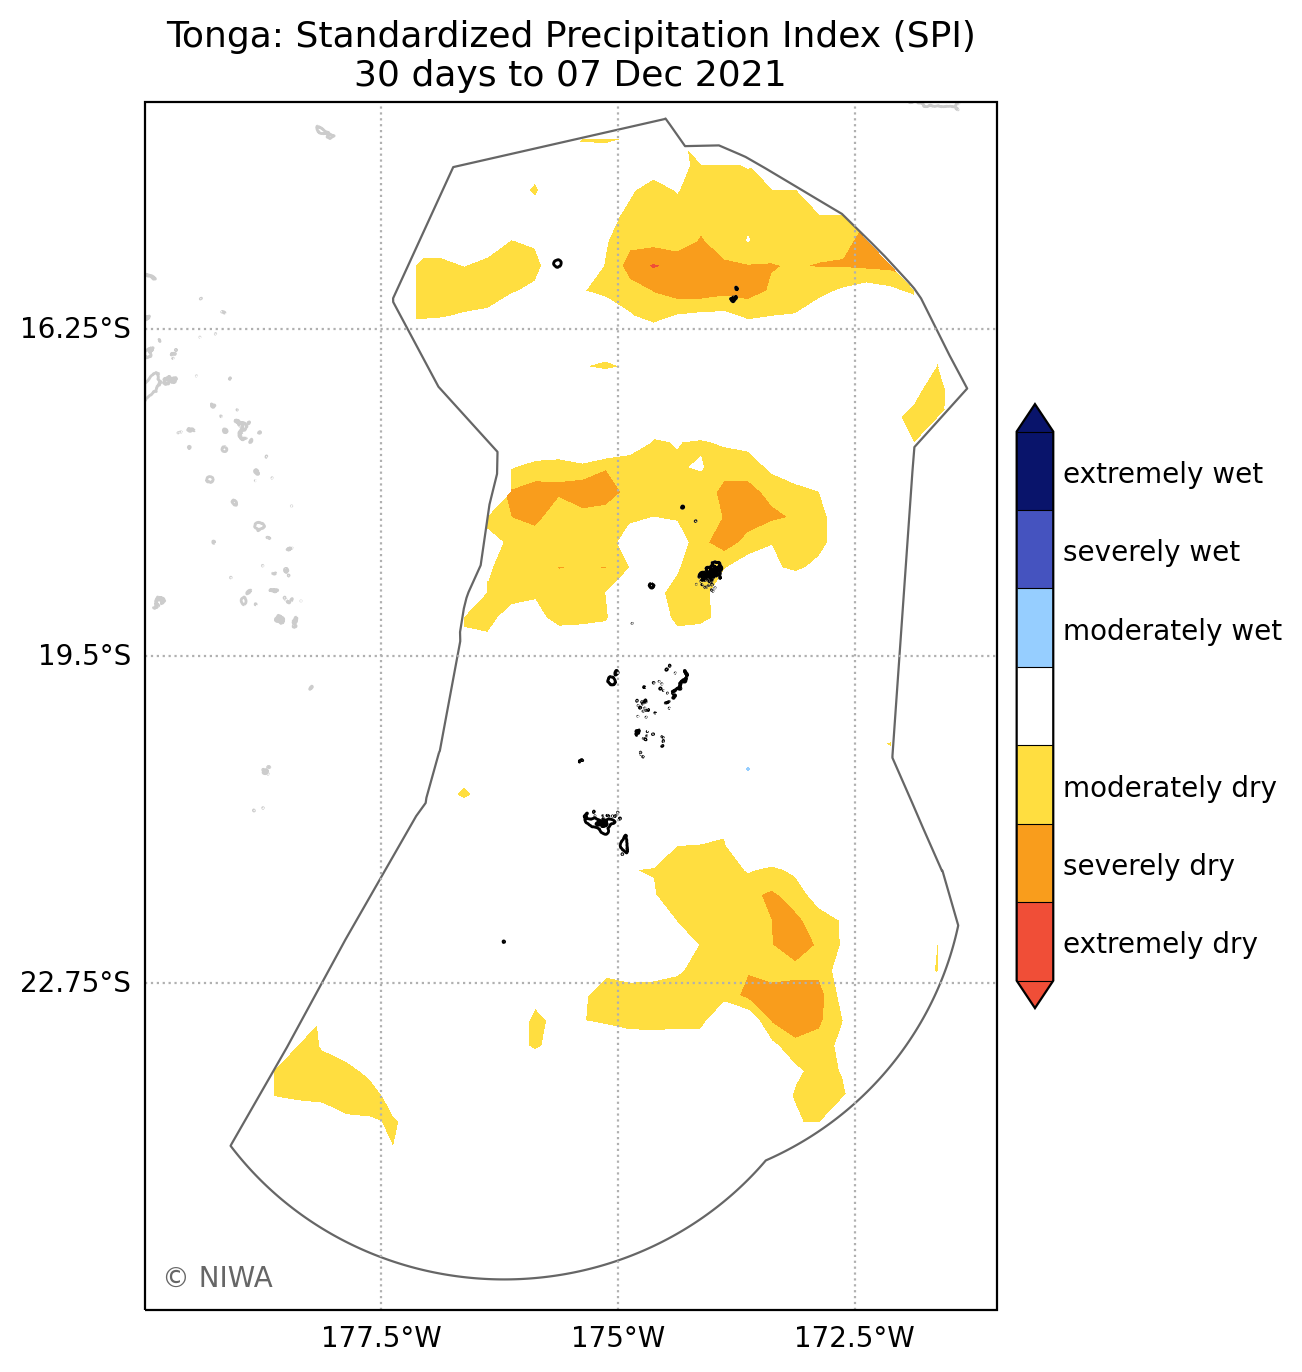 Tonga: Standardized Precipitation Index (SPI)
30 days to 07 Dec 2021
16.25°S
19.5°S
22.75°S
177.5°W
175°W
172.5°W
extremely wet
severely wet
moderately wet
moderately dry
severely dry
extremely dry
© NIWA